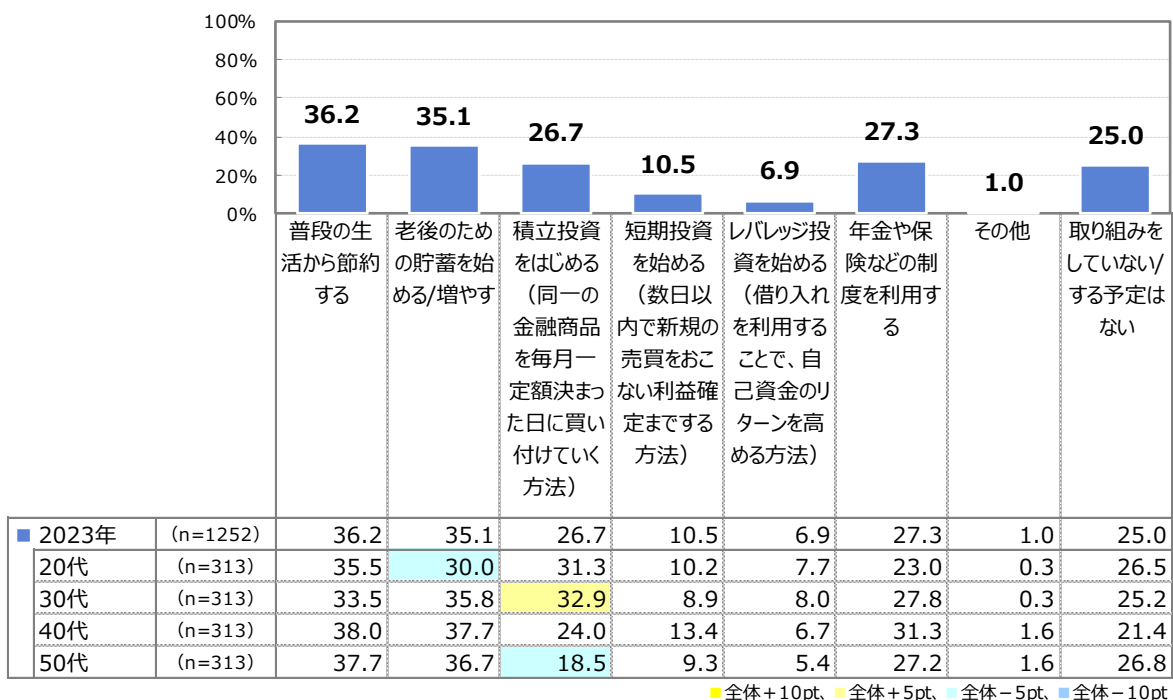 100%
80%
60%
40%
20%
0%
36.2
35.1
26.7
10.5
6.9
27.3
1.0
25.0
普段の生
活から節約
する
老後のため
の貯蓄を始
める/増やす
積立投資
をはじめる
（同一の
金融商品
を毎月一
定額決まっ
た日に買い
付けていく
方法）
短期投資
を始める
（数日以
内で新規の
売買をおこ
ない利益確
定までする
方法）
レバレッジ投
資を始める
（借り入れ
を利用する
ことで、自
己資金のリ
ターンを高
める方法）
年金や保
険などの制
度を利用す
る
その他
取り組みを
していない/
する予定は
ない
■ 2023年 （n=1252） 36.2 35.1 26.7 10.5 6.9 27.3 1.0 25.0
20代 （n=313） 35.5 30.0 31.3 10.2 7.7 23.0 0.3 26.5
30代 （n=313） 33.5 35.8 32.9 8.9 8.0 27.8 0.3 25.2
40代 （n=313） 38.0 37.7 24.0 13.4 6.7 31.3 1.6 21.4
50代 （n=313） 37.7 36.7 18.5 9.3 5.4 27.2 1.6 26.8
■全体＋10pt、■全体＋5pt、■全体－5pt、■全体－10pt